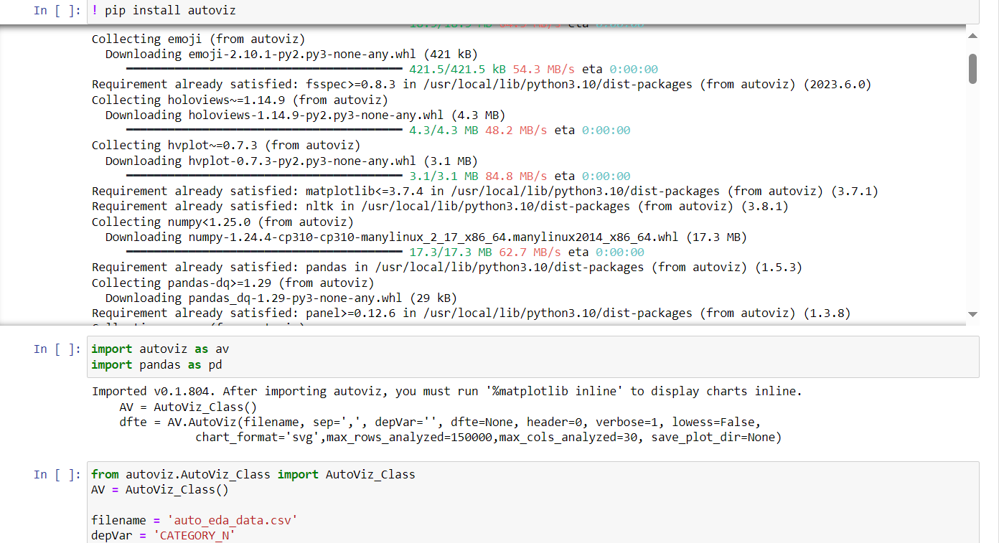 In [ ]: ! pip install autoviz
Collecting emoji (from autoviz)
Downloading emoji-2.10.1-py2.py3-none-any.whl (421 kB)
421.5/421.5 kB 54.3 MB/s eta 0:00:00
Requirement already satisfied: fsspec>=0.8.3 in /usr/local/lib/python3.10/dist-packages (from autoviz) (2023.6.0)
Collecting holoviews~=1.14.9 (from autoviz)
Downloading holoviews-1.14.9-py2.py3-none-any.whl (4.3 MB)
4.3/4.3 MB 48.2 MB/s eta 0:00:00
Collecting hvplot~=0.7.3 (from autoviz)
Downloading hvplot-0.7.3-py2.py3-none-any.whl (3.1 MB)
3.1/3.1 MB 84.8 MB/s eta 0:00:00
Requirement already satisfied: matplotlib<=3.7.4 in /usr/local/lib/python3.10/dist-packages (from autoviz) (3.7.1)
Requirement already satisfied: nltk in /usr/local/lib/python3.10/dist-packages (from autoviz) (3.8.1)
Collecting numpy<1.25.0 (from autoviz)
Downloading numpy-1.24.4-cp310-cp310-manylinux_2_17_x86_64.manylinux2014_x86_64.whl (17.3 MB)
17.3/17.3 MB 62.7 MB/s eta 0:00:00
Requirement already satisfied: pandas in /usr/local/lib/python3.10/dist-packages (from autoviz) (1.5.3)
Collecting pandas-dq>=1.29 (from autoviz)
Downloading pandas_dq-1.29-py3-none-any.whl (29 kB)
Requirement already satisfied: panel>=0.12.6 in /usr/local/lib/python3.10/dist-packages (from autoviz) (1.3.8)
In [ ]: import autoviz as av
import pandas as pd
Imported v0.1.804. After importing autoviz, you must run '%matplotlib inline' to display charts inline.
AV = AutoViz_Class()
dfte = AV.AutoViz(filename, sep=',', depVar='', dfte=None, header=0, verbose=1, lowess=False,
chart_format='svg',max_rows_analyzed=150000,max_cols_analyzed=30, save_plot_dir=None)
In [ ]: from autoviz.AutoViz_Class import AutoViz_Class
AV = AutoViz_Class()
filename = 'auto_eda_data.csv'
depVar = 'CATEGORY_N'